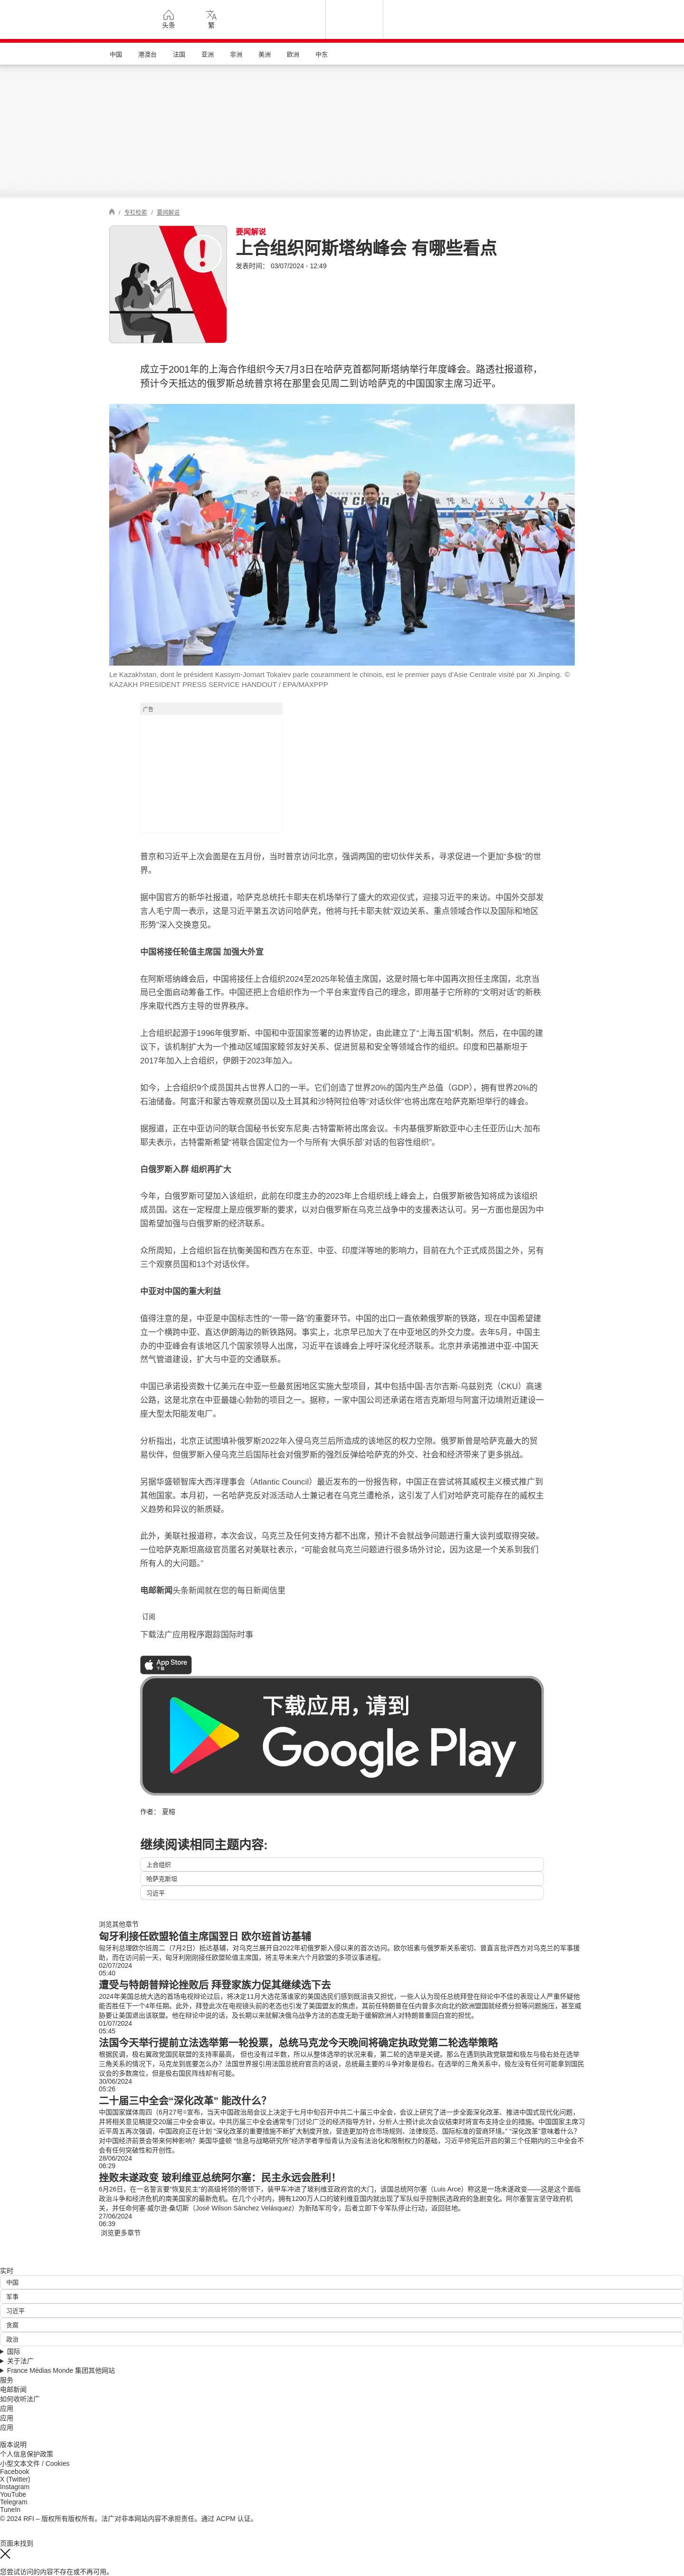 头条
繁
中国
港澳台
法国
亚洲
非洲
美洲
欧洲
中东
/ 专栏检索 / 要闻解说
要闻解说
上合组织阿斯塔纳峰会 有哪些看点
发表时间： 03/07/2024 - 12:49
成立于2001年的上海合作组织今天7月3日在哈萨克首都阿斯塔纳举行年度峰会。路透社报道称，
预计今天抵达的俄罗斯总统普京将在那里会见周二到访哈萨克的中国国家主席习近平。
Le Kazakhstan, dont le président Kassym-Jomart Tokaïev parle couramment le chinois, est le premier pays d'Asie Centrale visité par Xi Jinping. ©
KAZAKH PRESIDENT PRESS SERVICE HANDOUT / EPA/MAXPPP
广告
普京和习近平上次会面是在五月份，当时普京访问北京，强调两国的密切伙伴关系，寻求促进一个更加“多极”的世
界。
据中国官方的新华社报道，哈萨克总统托卡耶夫在机场举行了盛大的欢迎仪式，迎接习近平的来访。中国外交部发
言人毛宁周一表示，这是习近平第五次访问哈萨克，他将与托卡耶夫就“双边关系、重点领域合作以及国际和地区
形势”深入交换意见。
中国将接任轮值主席国 加强大外宣
在阿斯塔纳峰会后，中国将接任上合组织2024至2025年轮值主席国，这是时隔七年中国再次担任主席国，北京当
局已全面启动筹备工作。中国还把上合组织作为一个平台来宣传自己的理念，即用基于它所称的“文明对话”的新秩
序来取代西方主导的世界秩序。
上合组织起源于1996年俄罗斯、中国和中亚国家签署的边界协定，由此建立了“上海五国”机制。然后，在中国的建
议下，该机制扩大为一个推动区域国家睦邻友好关系、促进贸易和安全等领域合作的组织。印度和巴基斯坦于
2017年加入上合组织，伊朗于2023年加入。
如今，上合组织9个成员国共占世界人口的一半。它们创造了世界20%的国内生产总值（GDP），拥有世界20%的
石油储备。阿富汗和蒙古等观察员国以及土耳其和沙特阿拉伯等“对话伙伴”也将出席在哈萨克斯坦举行的峰会。
据报道，正在中亚访问的联合国秘书长安东尼奥·古特雷斯将出席会议。卡内基俄罗斯欧亚中心主任亚历山大·加布
耶夫表示，古特雷斯希望“将联合国定位为一个与所有‘大俱乐部’对话的包容性组织”。
白俄罗斯入群 组织再扩大
今年，白俄罗斯可望加入该组织，此前在印度主办的2023年上合组织线上峰会上，白俄罗斯被告知将成为该组织
成员国。这在一定程度上是应俄罗斯的要求，以对白俄罗斯在乌克兰战争中的支援表达认可。另一方面也是因为中
国希望加强与白俄罗斯的经济联系。
众所周知，上合组织旨在抗衡美国和西方在东亚、中亚、印度洋等地的影响力，目前在九个正式成员国之外，另有
三个观察员国和13个对话伙伴。
中亚对中国的重大利益
值得注意的是，中亚是中国标志性的“一带一路”的重要环节。中国的出口一直依赖俄罗斯的铁路，现在中国希望建
立一个横跨中亚、直达伊朗海边的新铁路网。事实上，北京早已加大了在中亚地区的外交力度。去年5月，中国主
办的中亚峰会有该地区几个国家领导人出席，习近平在该峰会上呼吁深化经济联系。北京并承诺推进中亚-中国天
然气管道建设，扩大与中亚的交通联系。
中国已承诺投资数十亿美元在中亚一些最贫困地区实施大型项目，其中包括中国-吉尔吉斯-乌兹别克（CKU）高速
公路，这是北京在中亚最雄心勃勃的项目之一。据称，一家中国公司还承诺在塔吉克斯坦与阿富汗边境附近建设一
座大型太阳能发电厂。
分析指出，北京正试图填补俄罗斯2022年入侵乌克兰后所造成的该地区的权力空隙。俄罗斯曾是哈萨克最大的贸
易伙伴，但俄罗斯入侵乌克兰后国际社会对俄罗斯的强烈反弹给哈萨克的外交、社会和经济带来了更多挑战。
另据华盛顿智库大西洋理事会（Atlantic Council）最近发布的一份报告称，中国正在尝试将其威权主义模式推广到
其他国家。本月初，一名哈萨克反对派活动人士兼记者在乌克兰遭枪杀，这引发了人们对哈萨克可能存在的威权主
义趋势和异议的新质疑。
此外，美联社报道称，本次会议，乌克兰及任何支持方都不出席，预计不会就战争问题进行重大谈判或取得突破。
一位哈萨克斯坦高级官员匿名对美联社表示，“可能会就乌克兰问题进行很多场外讨论，因为这是一个关系到我们
所有人的大问题。”
电邮新闻头条新闻就在您的每日新闻信里
订阅
下载法广应用程序跟踪国际时事
App Store
下载
下载应用，请到
Google Play
作者： 夏榕
继续阅读相同主题内容:
上合组织
哈萨克斯坦
习近平
浏览其他章节
匈牙利接任欧盟轮值主席国翌日 欧尔班首访基辅
匈牙利总理欧尔班周二（7月2日）抵达基辅，对乌克兰展开自2022年初俄罗斯入侵以来的首次访问。欧尔班素与俄罗斯关系密切、曾直言批评西方对乌克兰的军事援
助，而在访问前一天，匈牙利刚刚接任欧盟轮值主席国，将主导未来六个月欧盟的多项议事进程。
02/07/2024
05:40
遭受与特朗普辩论挫败后 拜登家族力促其继续选下去
2024年美国总统大选的首场电视辩论过后，将决定11月大选花落谁家的美国选民们感到既沮丧又担忧，一些人认为现任总统拜登在辩论中不佳的表现让人严重怀疑他
能否胜任下一个4年任期。此外，拜登此次在电视镜头前的老态也引发了美国盟友的焦虑，其前任特朗普在任内曾多次向北约欧洲盟国就经费分担等问题施压，甚至威
胁要让美国退出该联盟。他在辩论中说的话，及长期以来就解决俄乌战争方法的态度无助于缓解欧洲人对特朗普重回白宫的担忧。
01/07/2024
05:45
法国今天举行提前立法选举第一轮投票，总统马克龙今天晚间将确定执政党第二轮选举策略
根据民调，极右翼政党国民联盟的支持率最高， 但也没有过半数，所以从整体选举的状况来看，第二轮的选举是关键。那么在遇到执政党联盟和极左与极右处在选举
三角关系的情况下，马克龙到底要怎么办？法国世界报引用法国总统府官员的话说，总统最主要的斗争对象是极右。在选举的三角关系中，极左没有任何可能拿到国民
议会的多数席位，但是极右国民阵线却有可能。
30/06/2024
05:26
二十届三中全会“深化改革” 能改什么？
中国国家媒体周四（6月27号）宣布，当天中国政治局会议上决定于七月中旬召开中共二十届三中全会，会议上研究了进一步全面深化改革、推进中国式现代化问题，
并将相关意见稿提交20届三中全会审议。中共历届三中全会通常专门讨论广泛的经济指导方针，分析人士预计此次会议结束时将宣布支持企业的措施。中国国家主席习
近平周五再次强调，中国政府正在计划 “深化改革的重要措施不断扩大制度开放，营造更加符合市场规则、法律规范、国际标准的营商环境。” “深化改革”意味着什么？
对中国经济前景会带来何种影响？美国华盛顿 “信息与战略研究所”经济学者李恒青认为没有法治化和限制权力的基础，习近平修宪后开启的第三个任期内的三中全会不
会有任何突破性和开创性。
28/06/2024
06:29
挫败未遂政变 玻利维亚总统阿尔塞：民主永远会胜利！
6月26日，在一名誓言要“恢复民主”的高级将领的带领下，装甲车冲进了玻利维亚政府宫的大门，该国总统阿尔塞（Luis Arce）称这是一场未遂政变——这是这个面临
政治斗争和经济危机的南美国家的最新危机。在几个小时内，拥有1200万人口的玻利维亚国内就出现了军队似乎控制民选政府的急剧变化。阿尔塞誓言坚守政府机
关，并任命何塞·威尔逊·桑切斯（José Wilson Sánchez Velásquez）为新陆军司令，后者立即下令军队停止行动，返回驻地。
27/06/2024
06:39
浏览更多章节
实时
中国
军事
习近平
贪腐
政治
国际
关于法广
France Médias Monde 集团其他网站
服务
电邮新闻
如何收听法广
应用
应用
应用
版本说明
个人信息保护政策
小型文本文件 / Cookies
Facebook
X (Twitter)
Instagram
YouTube
Telegram
TuneIn
© 2024 RFI – 版权所有版权所有。法广对非本网站内容不承担责任。通过 ACPM 认证。
页面未找到
您尝试访问的内容不存在或不再可用。